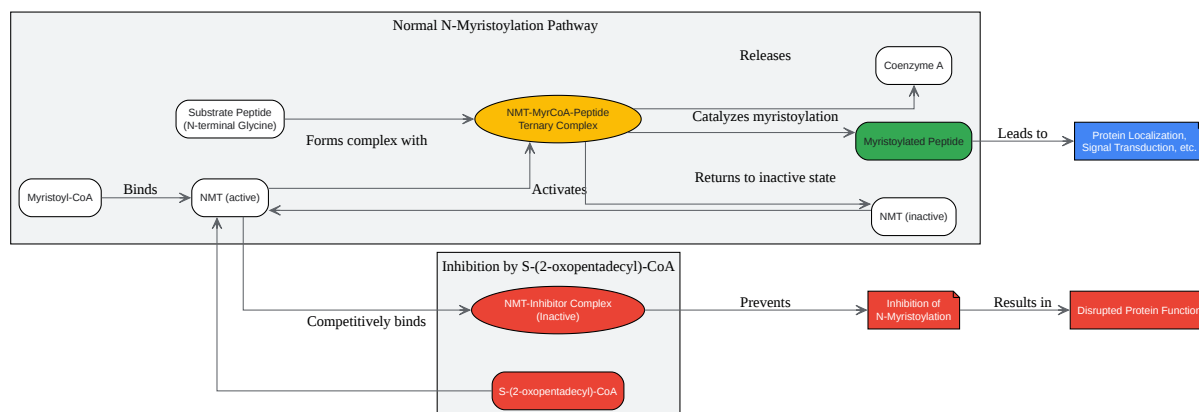 Normal N-Myristoylation Pathway
Releases
Coenzyme A
Substrate Peptide
(N-terminal Glycine)
Forms complex with
NMT-MyrCoA-Peptide
Ternary Complex
Catalyzes myristoylation
Myristoylated Peptide
Leads to
Protein Localization,
Signal Transduction, etc.
Myristoyl-CoA
Binds
NMT (active)
Activates
Returns to inactive state
NMT (inactive)
Inhibition by S-(2-oxopentadecyl)-CoA
Competitively binds
NMT-Inhibitor Complex
(Inactive)
Prevents
Inhibition of
N-Myristoylation
Results in
Disrupted Protein Function
S-(2-oxopentadecyl)-CoA